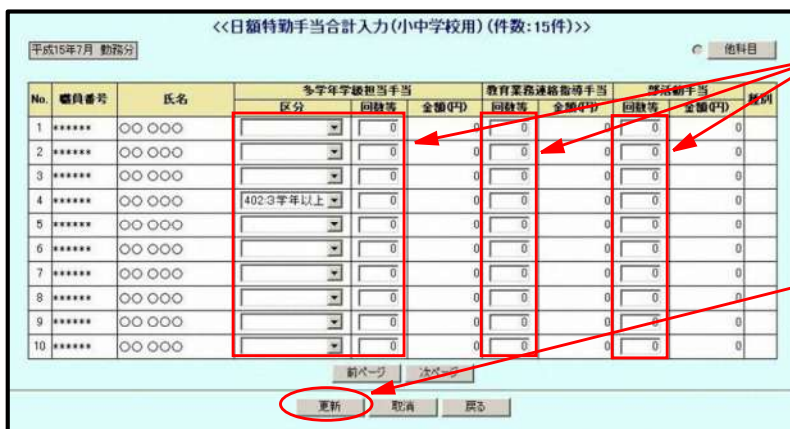 <<日額特勤手当合計入力(小中学校用)(件数:15件)>>
平成15年7月 勤務分 他科目
No. 職員番号 氏名 多学年学級担当手当 教育業務連絡指導手当 部活動手当 種別
区分 回数等 金額(円) 回数等 金額(円) 回数等 金額(円)
1 ****** ○○ ○○○ 0 0 0 0 0 0
2 ****** ○○ ○○○ 0 0 0 0 0 0
3 ****** ○○ ○○○ 0 0 0 0 0 0
4 ****** ○○ ○○○ 402:3学年以上 0 0 0 0 0 0
5 ****** ○○ ○○○ 0 0 0 0 0 0
6 ****** ○○ ○○○ 0 0 0 0 0 0
7 ****** ○○ ○○○ 0 0 0 0 0 0
8 ****** ○○ ○○○ 0 0 0 0 0 0
9 ****** ○○ ○○○ 0 0 0 0 0 0
10 ****** ○○ ○○○ 0 0 0 0 0 0
前ページ 次ページ
更新 取消 戻る